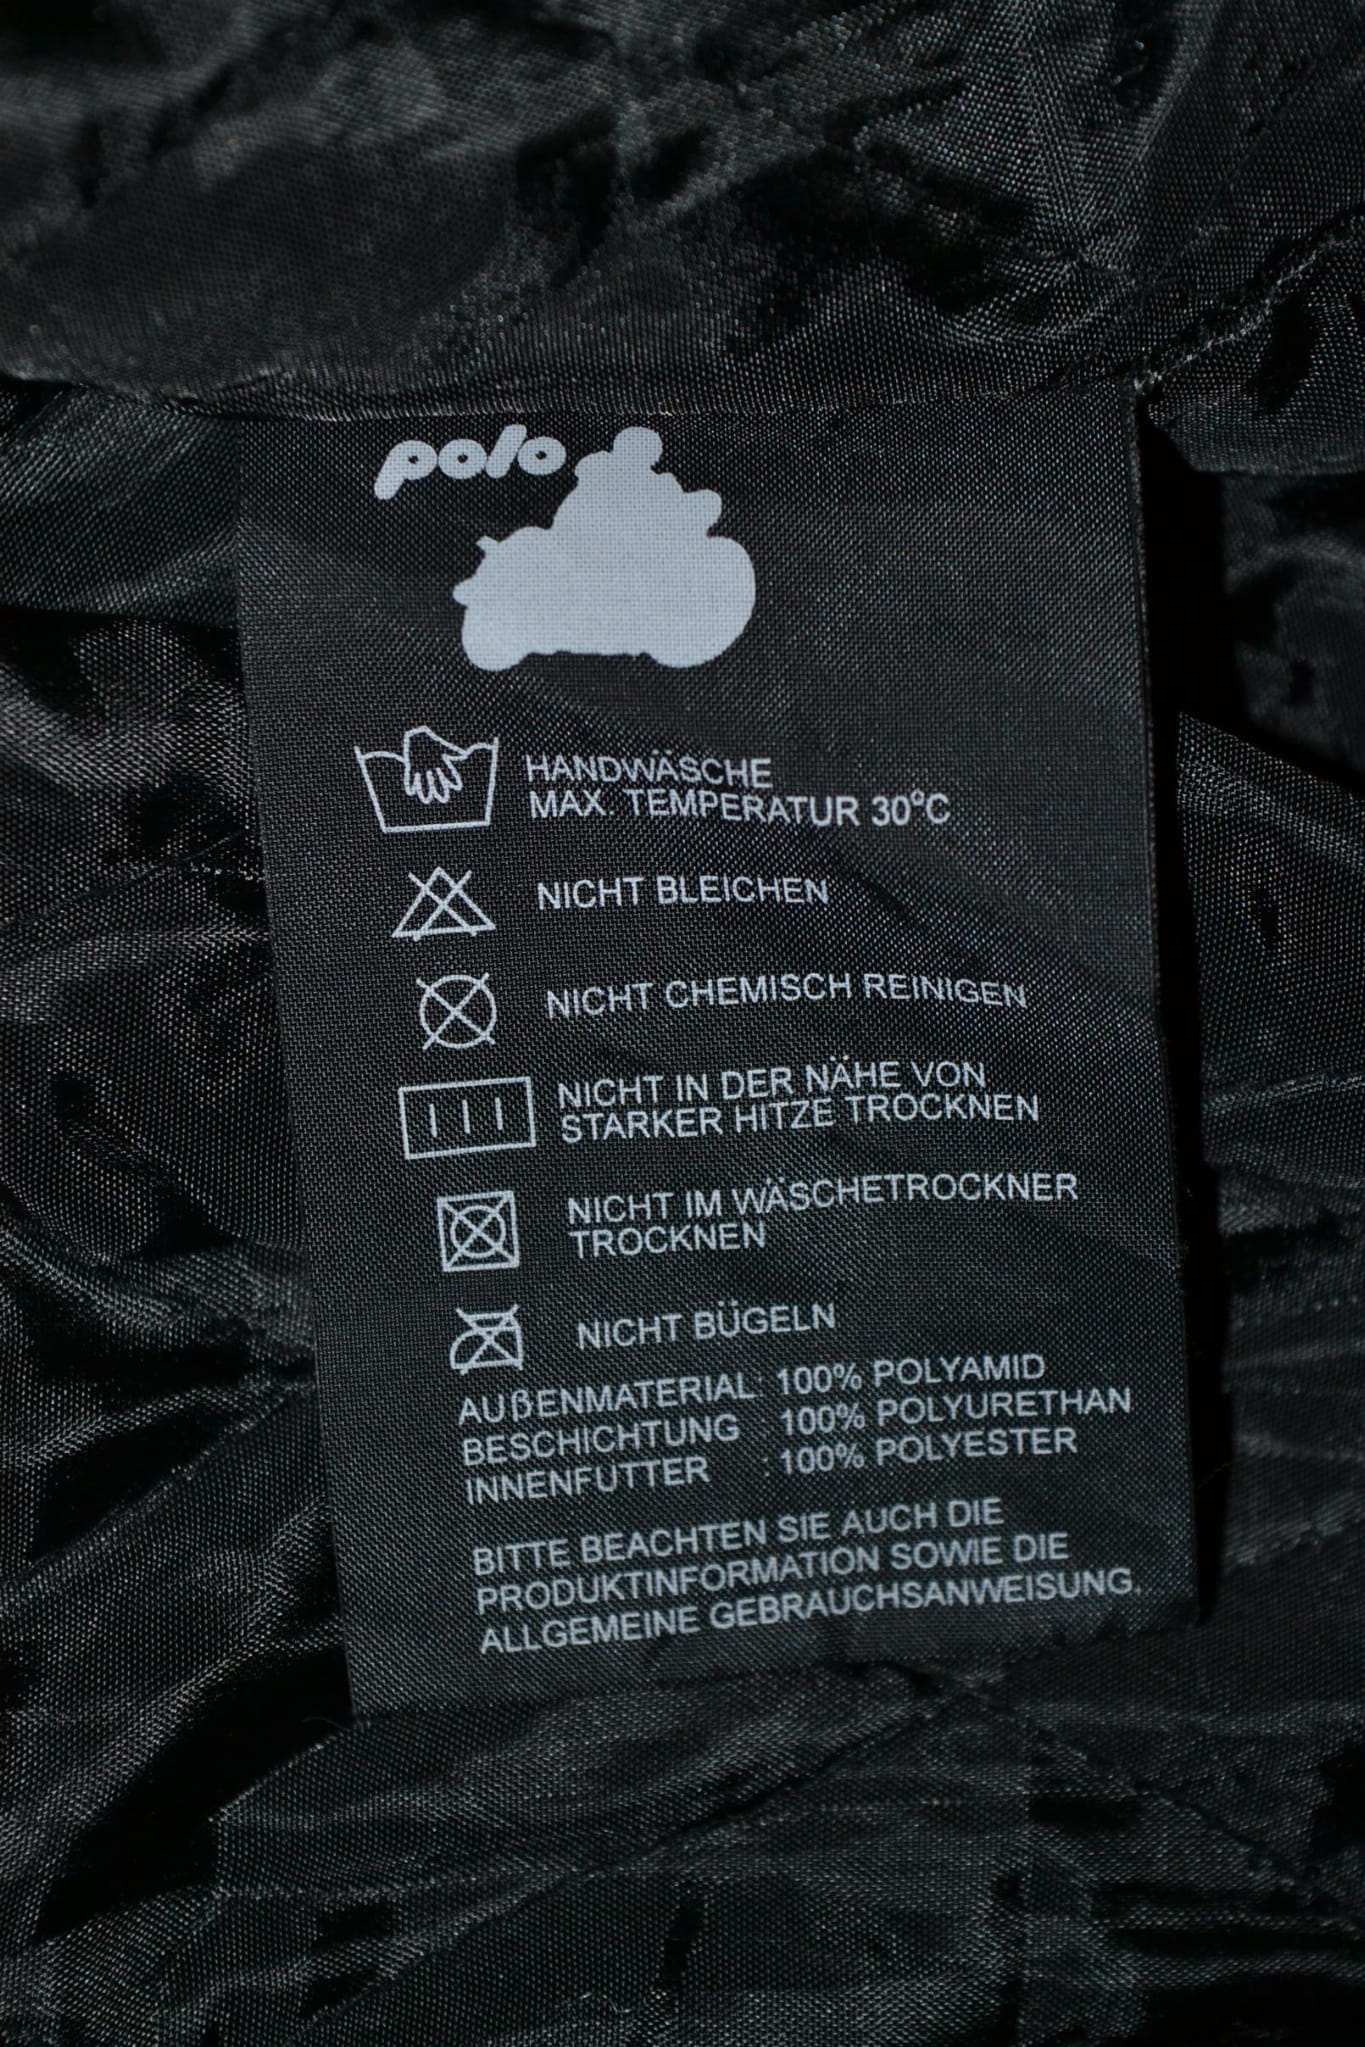 polo
HANDWÄSCHE
MAX. TEMPERATUR 30°C
NICHT BLEICHEN
NICHT CHEMISCH REINIGEN
NICHT IN DER NÄHE VON
STARKER HITZE TROCKNEN
NICHT IM WÄSCHETROCKNER
TROCKNEN
NICHT BÜGELN
AUßENMATERIAL : 100% POLYAMID
BESCHICHTUNG : 100% POLYURETHAN
INNENFUTTER : 100% POLYESTER
BITTE BEACHTEN SIE AUCH DIE
PRODUKTINFORMATION SOWIE DIE
ALLGEMEINE GEBRAUCHSANWEISUNG.